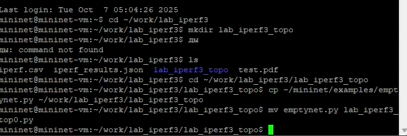 Last login: Tue Oct  7 05:04:26 2025
mininet@mininet-vm:~$ cd ~/work/lab_iperf3
mininet@mininet-vm:~/work/lab_iperf3$ mkdir lab_iperf3_topo
mininet@mininet-vm:~/work/lab_iperf3$ ды
ды: command not found
mininet@mininet-vm:~/work/lab_iperf3$ ls
iperf.csv  iperf_results.json  lab_iperf3_topo  test.pdf
mininet@mininet-vm:~/work/lab_iperf3$ cd ~/work/lab_iperf3/lab_iperf3_topo
mininet@mininet-vm:~/work/lab_iperf3/lab_iperf3_topo$ cp ~/mininet/examples/empt
ynet.py ~/work/lab_iperf3/lab_iperf3_topo
mininet@mininet-vm:~/work/lab_iperf3/lab_iperf3_topo$ mv emptynet.py lab_iperf3_
topo.py
mininet@mininet-vm:~/work/lab_iperf3/lab_iperf3_topo$